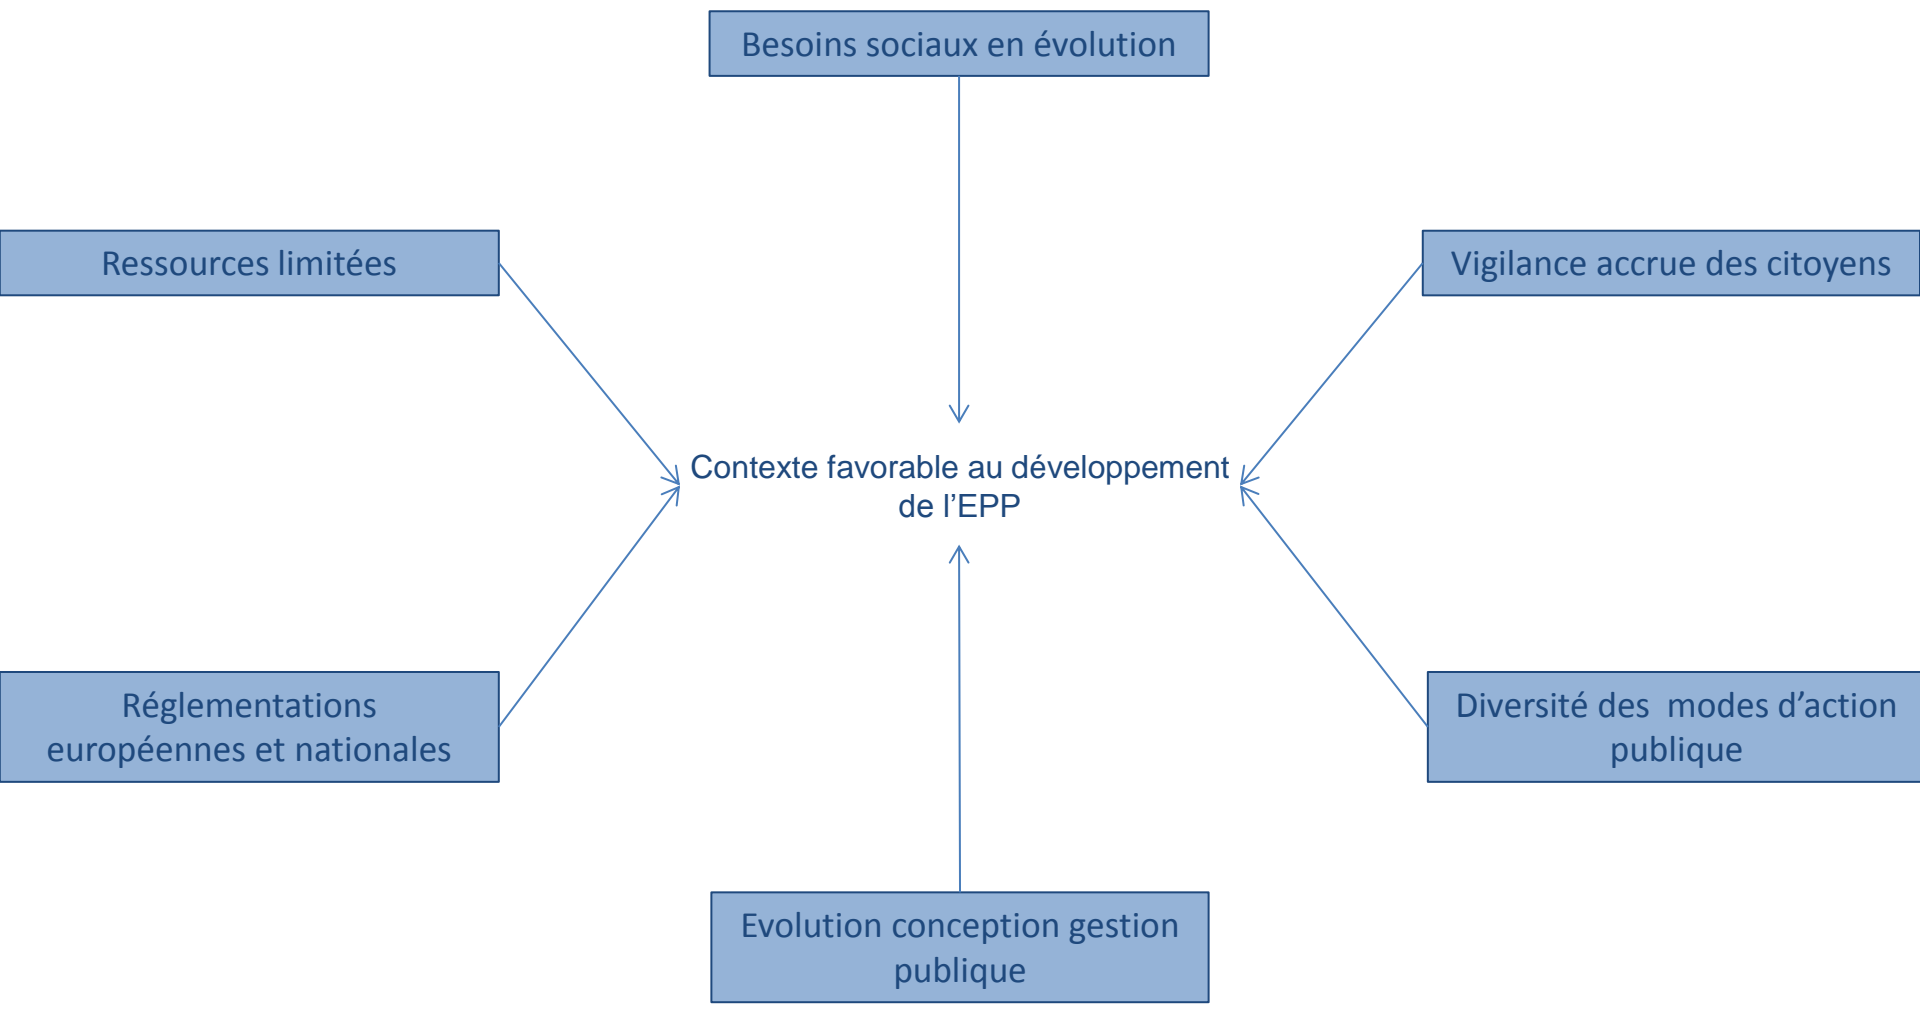 Besoins sociaux en évolution
Ressources limitées
Vigilance accrue des citoyens
Contexte favorable au développement
de l’EPP
Réglementations
européennes et nationales
Diversité des  modes d’action
publique
Evolution conception gestion
publique